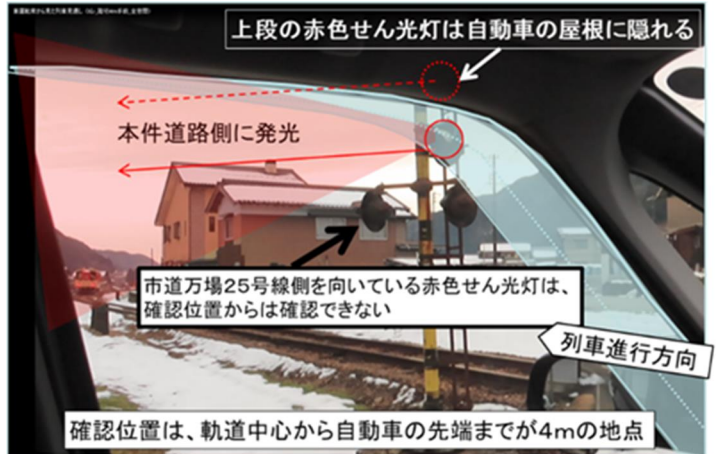 上段の赤色せん光灯は自動車の屋根に隠れる
本件道路側に発光
市道万場25号線側を向いている赤色せん光灯は、
確認位置からは確認できない
列車進行方向
確認位置は、軌道中心から自動車の先端までが4mの地点